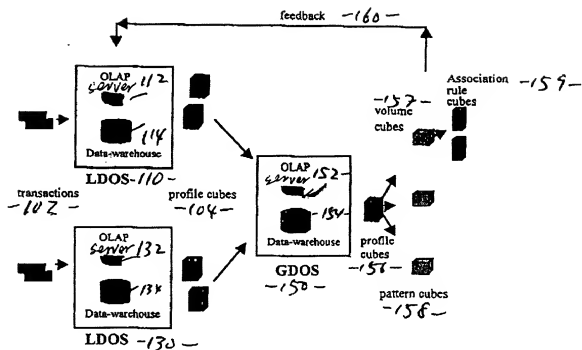 feedback -160-
OLAP
server 112
114
Data-warehouse
LDOS -110-
transactions
-102-
profile cubes
-104-
OLAP
server 132
134
Data-warehouse
LDOS -130-
OLAP
server 152
-154-
Data-warehouse
GDOS
-150-
profile
cubes
-156-
-157-
volume
cubes
Association -159-
rule
cubes
pattern cubes
-158-